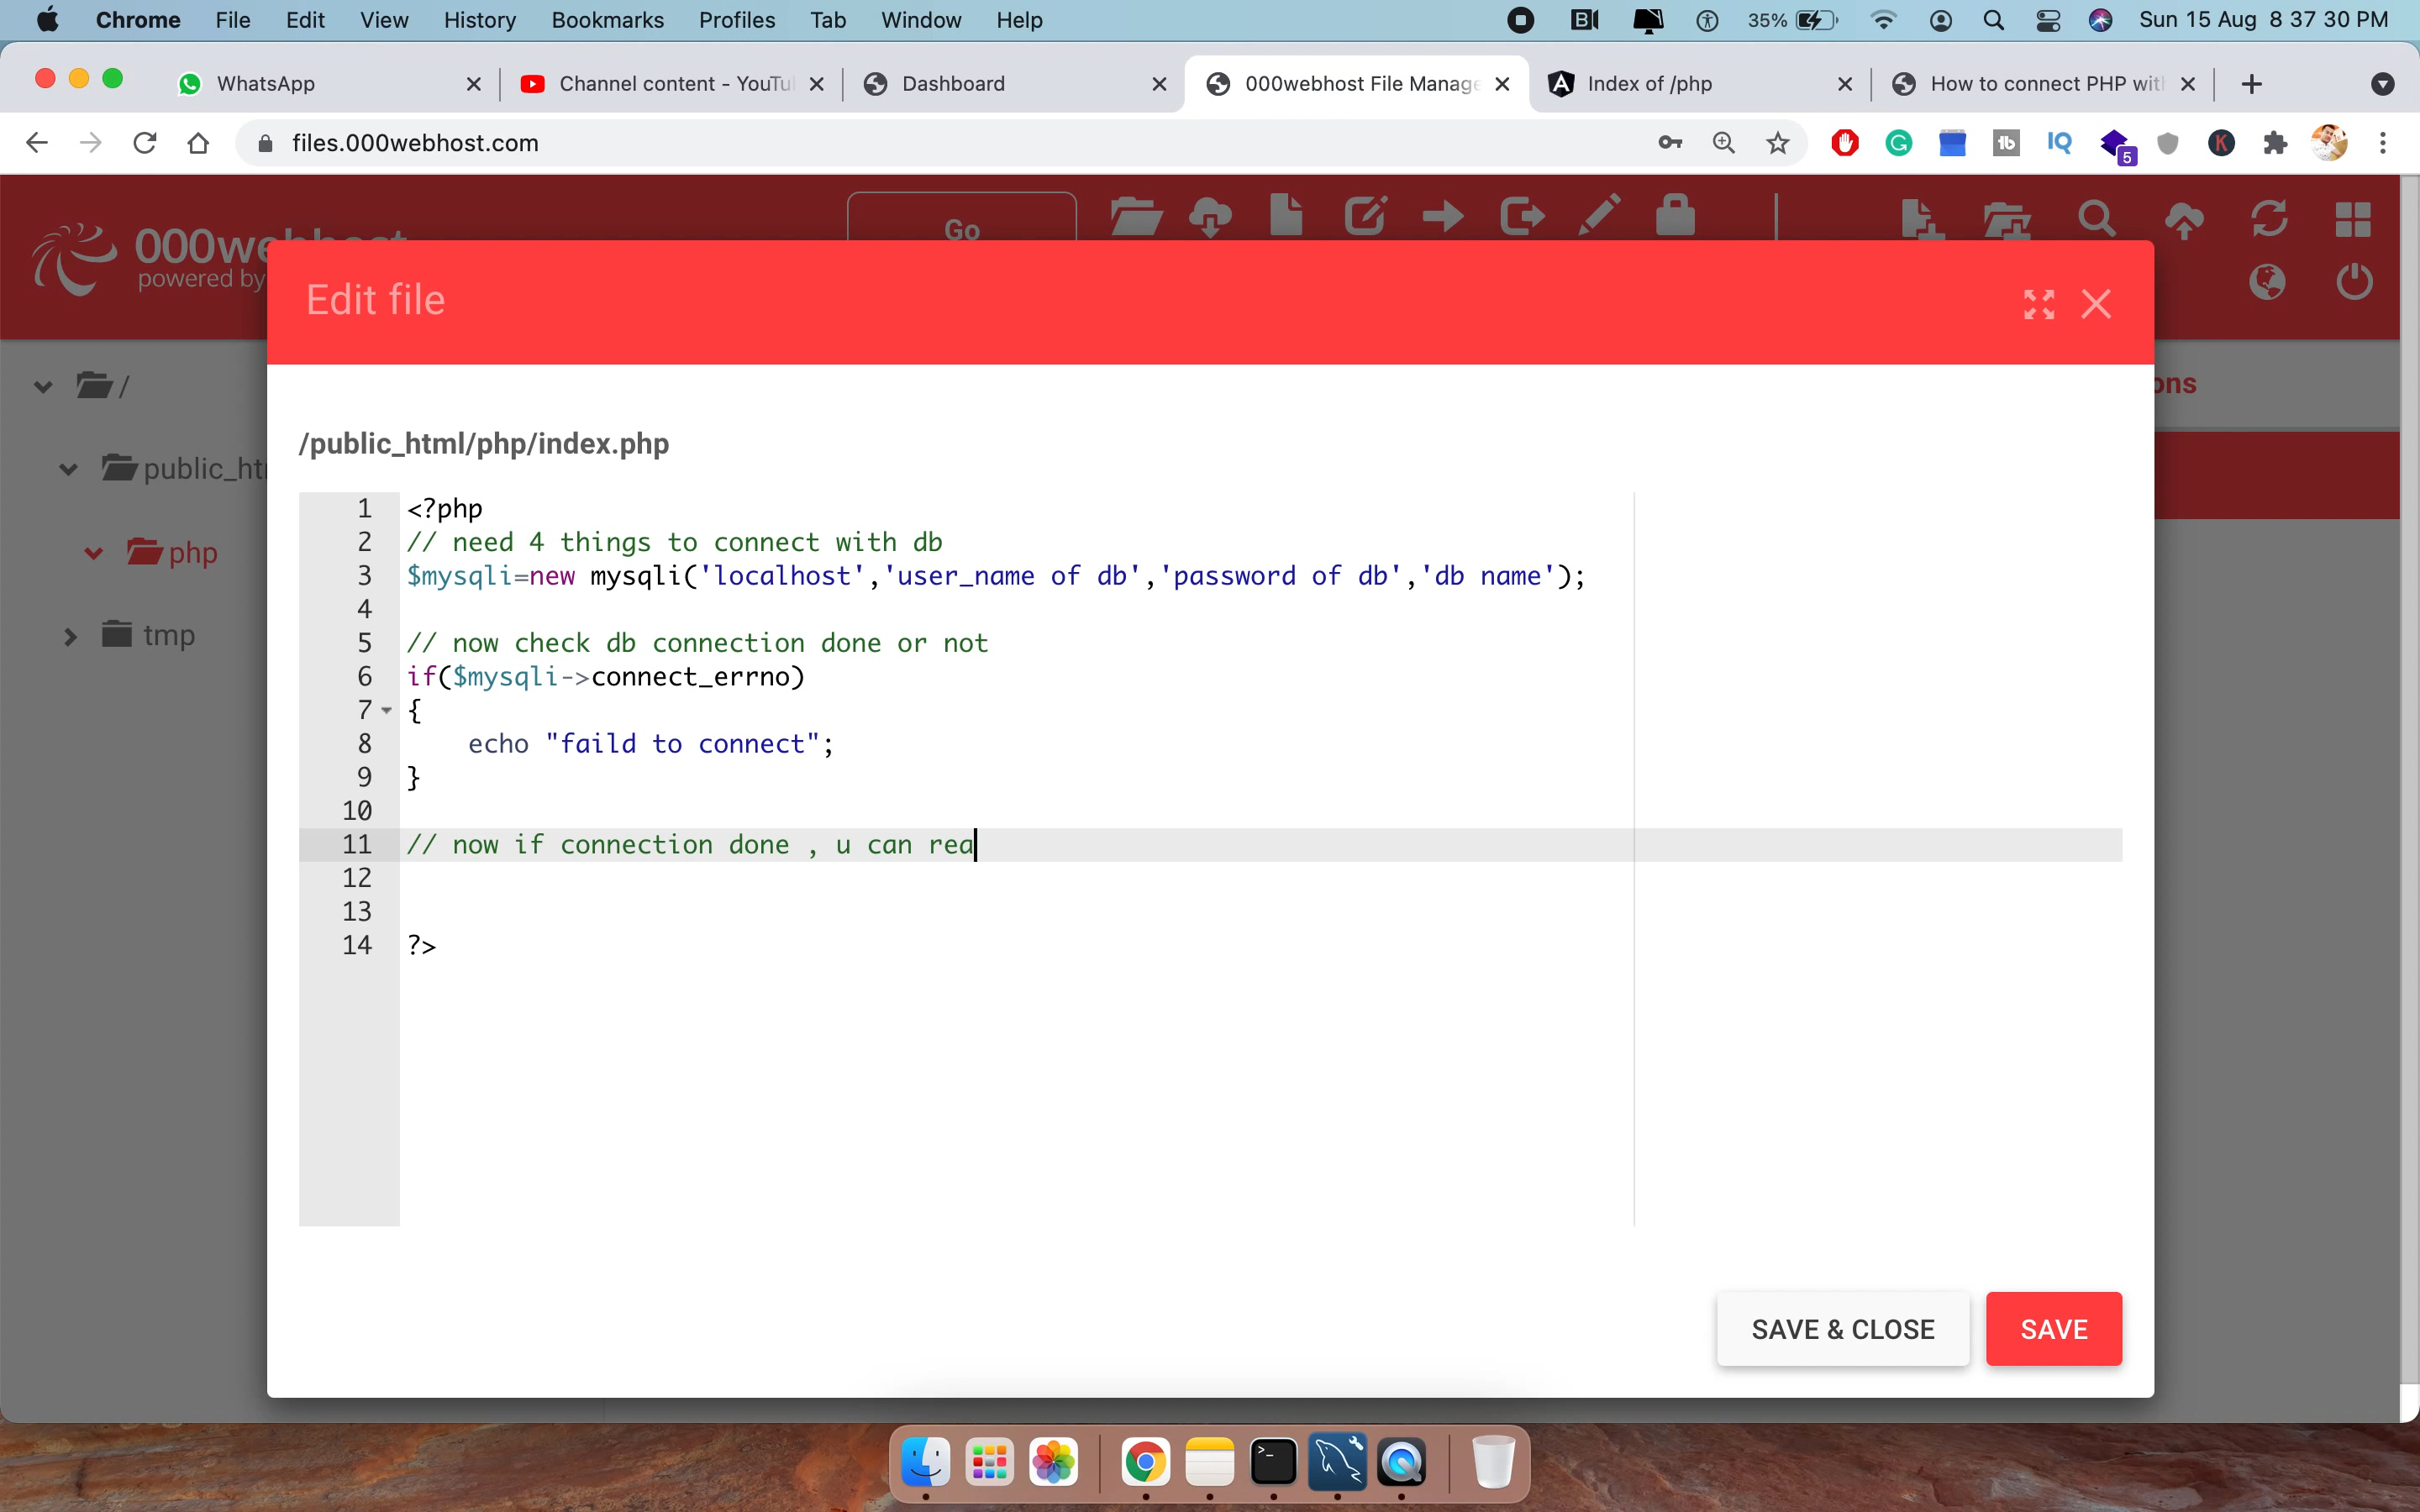 Chrome File Edit View History Bookmarks Profiles Tab Window Help 35% Sun 15 Aug 8 37 30 PM
WhatsApp Channel content - YouTu Dashboard 000webhost File Manage Index of /php How to connect PHP wit
files.000webhost.com
5
Go
powered by
Edit file
/
ons
/public_html/php/index.php
public_ht
php
tmp
1 <?php
2 // need 4 things to connect with db
3 $mysqli=new mysqli('localhost','user_name of db','password of db','db name');
4
5 // now check db connection done or not
6 if($mysqli->connect_errno)
7 {
8 echo "faild to connect";
9 }
10
11 // now if connection done , u can rea
12
13
14 ?>
SAVE & CLOSE SAVE